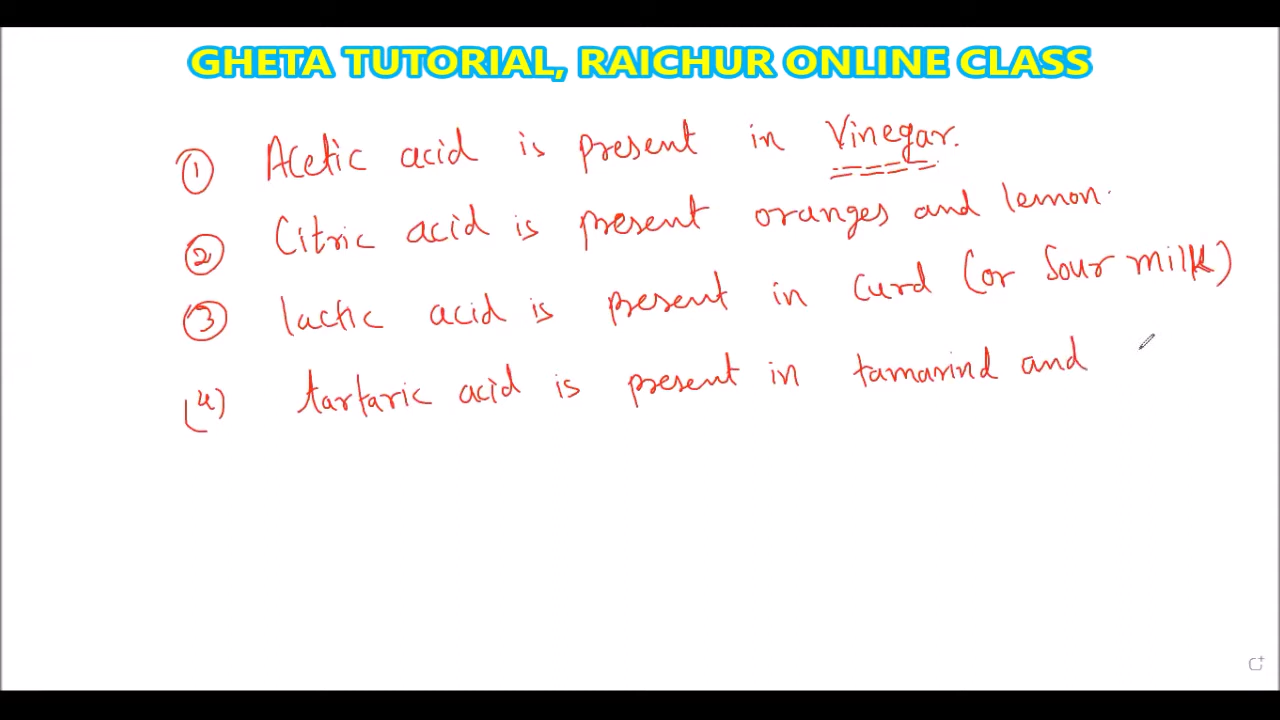 GHETA TUTORIAL, RAICHUR ONLINE CLASS
① Acetic acid is present in Vinegar.
② Citric acid is present oranges and lemon.
③ lactic acid is present in curd (or sour milk)
(4) tartaric acid is present in tamarind and